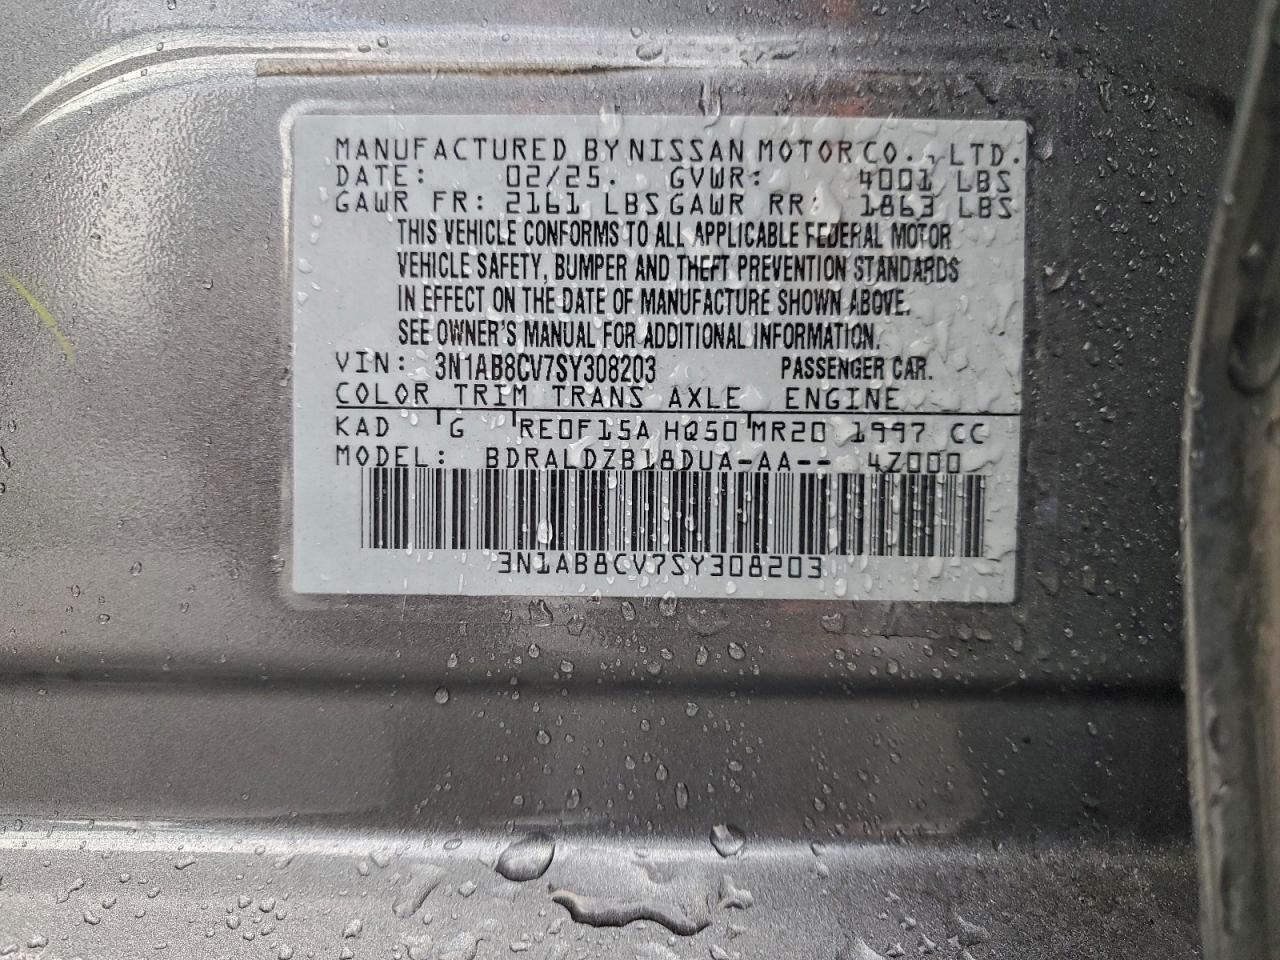 MANUFACTURED BY NISSAN MOTOR CO., LTD.
DATE: 02/25. GVWR: 4001 LBS
GAWR FR: 2161 LBS GAWR RR: 1863 LBS
THIS VEHICLE CONFORMS TO ALL APPLICABLE FEDERAL MOTOR
VEHICLE SAFETY, BUMPER AND THEFT PREVENTION STANDARDS
IN EFFECT ON THE DATE OF MANUFACTURE SHOWN ABOVE.
SEE OWNER'S MANUAL FOR ADDITIONAL INFORMATION.
VIN: 3N1AB8CV7SY308203 PASSENGER CAR.
COLOR TRIM TRANS AXLE ENGINE
KAD G RE0F15A HQ50 MR20 1997 CC
MODEL: BDRALDZB18DUA-AA-- 4Z000
3N1AB8CV7SY308203